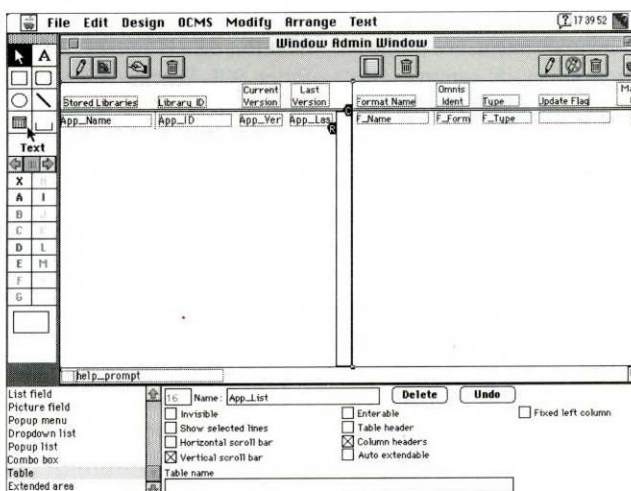 File Edit Design OCMS Modify Arrange Text 17 39 52
Window Admin Window
A
Current Last Omnis
Stored Libraries Library ID Version Version Format Name Ident Type Update Flag
App_Name App_ID App_Ver App_Las F_Name F_Form F_Type
R
Text
X
A I
B J
C K
D L
E M
F
G
help_prompt
List field
Picture field
Popup menu
Dropdown list
Popup list
Combo box
Table
Extended area
16 Name: App_List Delete Undo
Invisible Enterable Fixed left column
Show selected lines Table header
Horizontal scroll bar Column headers
Vertical scroll bar Auto extendable
Table name